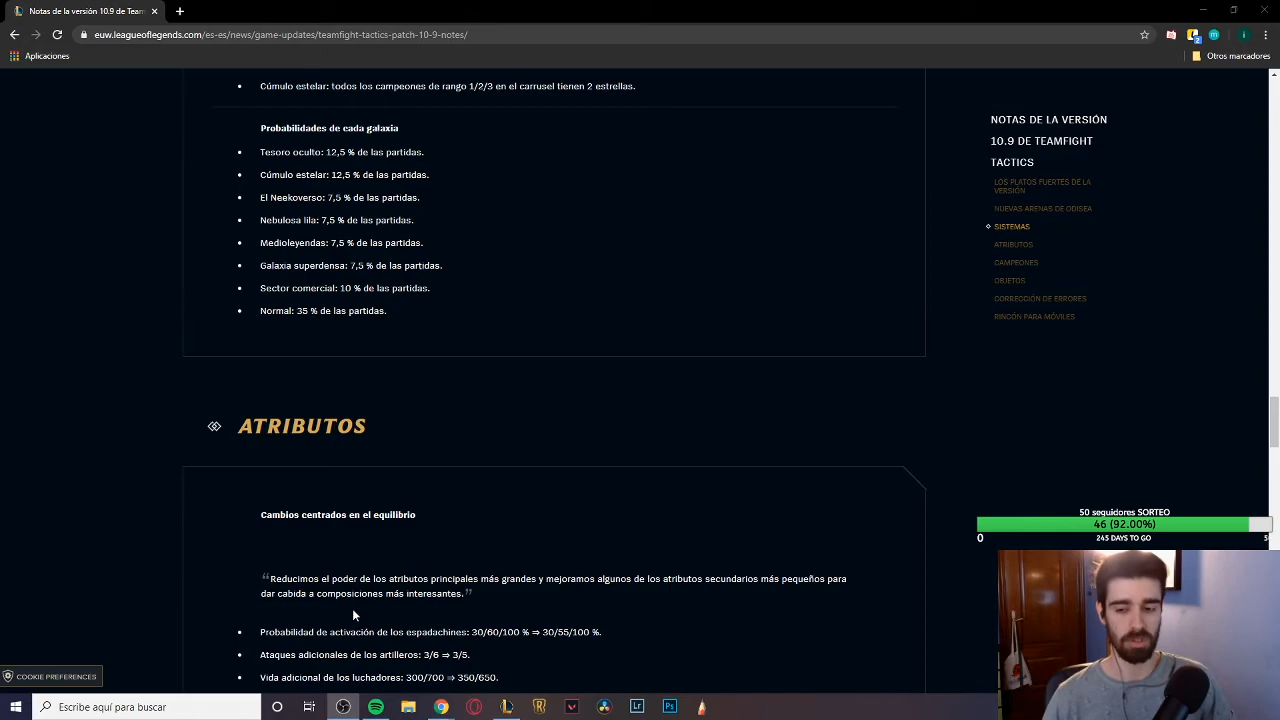 Notas de la versión 10.9 de Team
euw.leagueoflegends.com/es-es/news/game-updates/teamfight-tactics-patch-10-9-notes/
Aplicaciones
Otros marcadores
Cúmulo estelar: todos los campeones de rango 1/2/3 en el carrusel tienen 2 estrellas.
Probabilidades de cada galaxia
Tesoro oculto: 12,5 % de las partidas.
Cúmulo estelar: 12,5 % de las partidas.
El Neekoverso: 7,5 % de las partidas.
Nebulosa lila: 7,5 % de las partidas.
Medioleyendas: 7,5 % de las partidas.
Galaxia superdensa: 7,5 % de las partidas.
Sector comercial: 10 % de las partidas.
Normal: 35 % de las partidas.
ATRIBUTOS
Cambios centrados en el equilibrio
“Reducimos el poder de los atributos principales más grandes y mejoramos algunos de los atributos secundarios más pequeños para
dar cabida a composiciones más interesantes.”
Probabilidad de activación de los espadachines: 30/60/100 % ⇒ 30/55/100 %.
Ataques adicionales de los artilleros: 3/6 ⇒ 3/5.
Vida adicional de los luchadores: 300/700 ⇒ 350/650.
NOTAS DE LA VERSIÓN
10.9 DE TEAMFIGHT
TACTICS
LOS PLATOS FUERTES DE LA
VERSIÓN
NUEVAS ARENAS DE ODISEA
SISTEMAS
ATRIBUTOS
CAMPEONES
OBJETOS
CORRECCIÓN DE ERRORES
RINCÓN PARA MÓVILES
50 seguidores SORTEO
46 (92.00%)
0
245 DAYS TO GO
COOKIE PREFERENCES
Escribe aquí para buscar
Lr
Ps